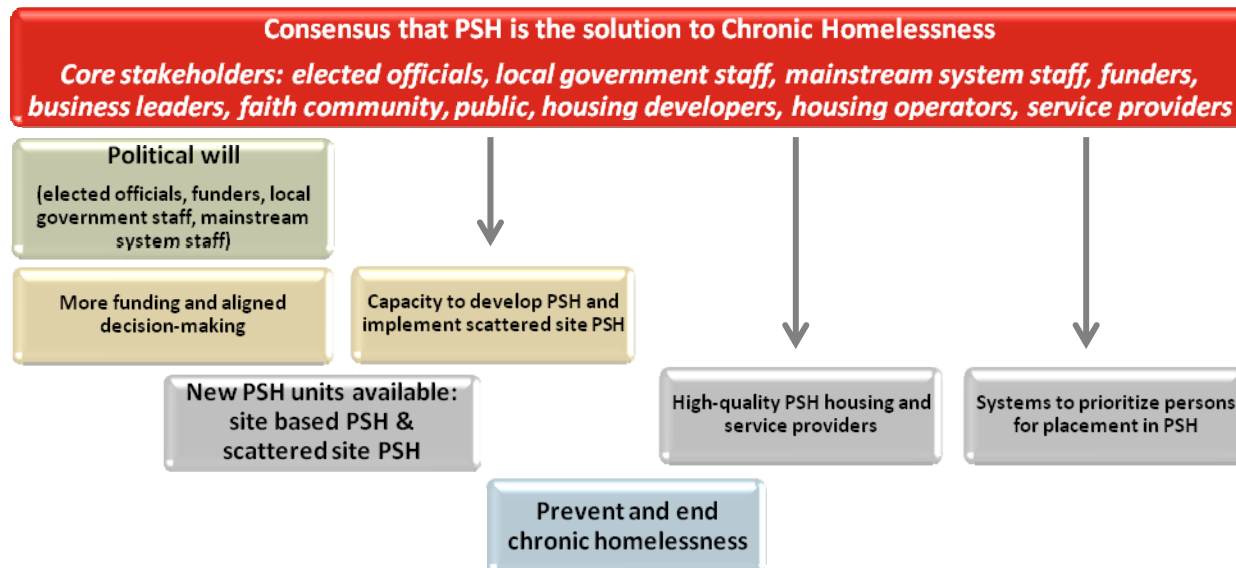 Consensus that PSH is the solution to Chronic Homelessness
Core stakeholders: elected officials, local government staff, mainstream system staff, funders,
business leaders, faith community, public, housing developers, housing operators, service providers
Political will
(elected officials, funders, local
government staff, mainstream
system staff)
More funding and aligned
decision-making
Capacity to develop PSH and
implement scattered site PSH
New PSH units available:
site based PSH &
scattered site PSH
High-quality PSH housing and
service providers
Systems to prioritize persons
for placement in PSH
Prevent and end
chronic homelessness